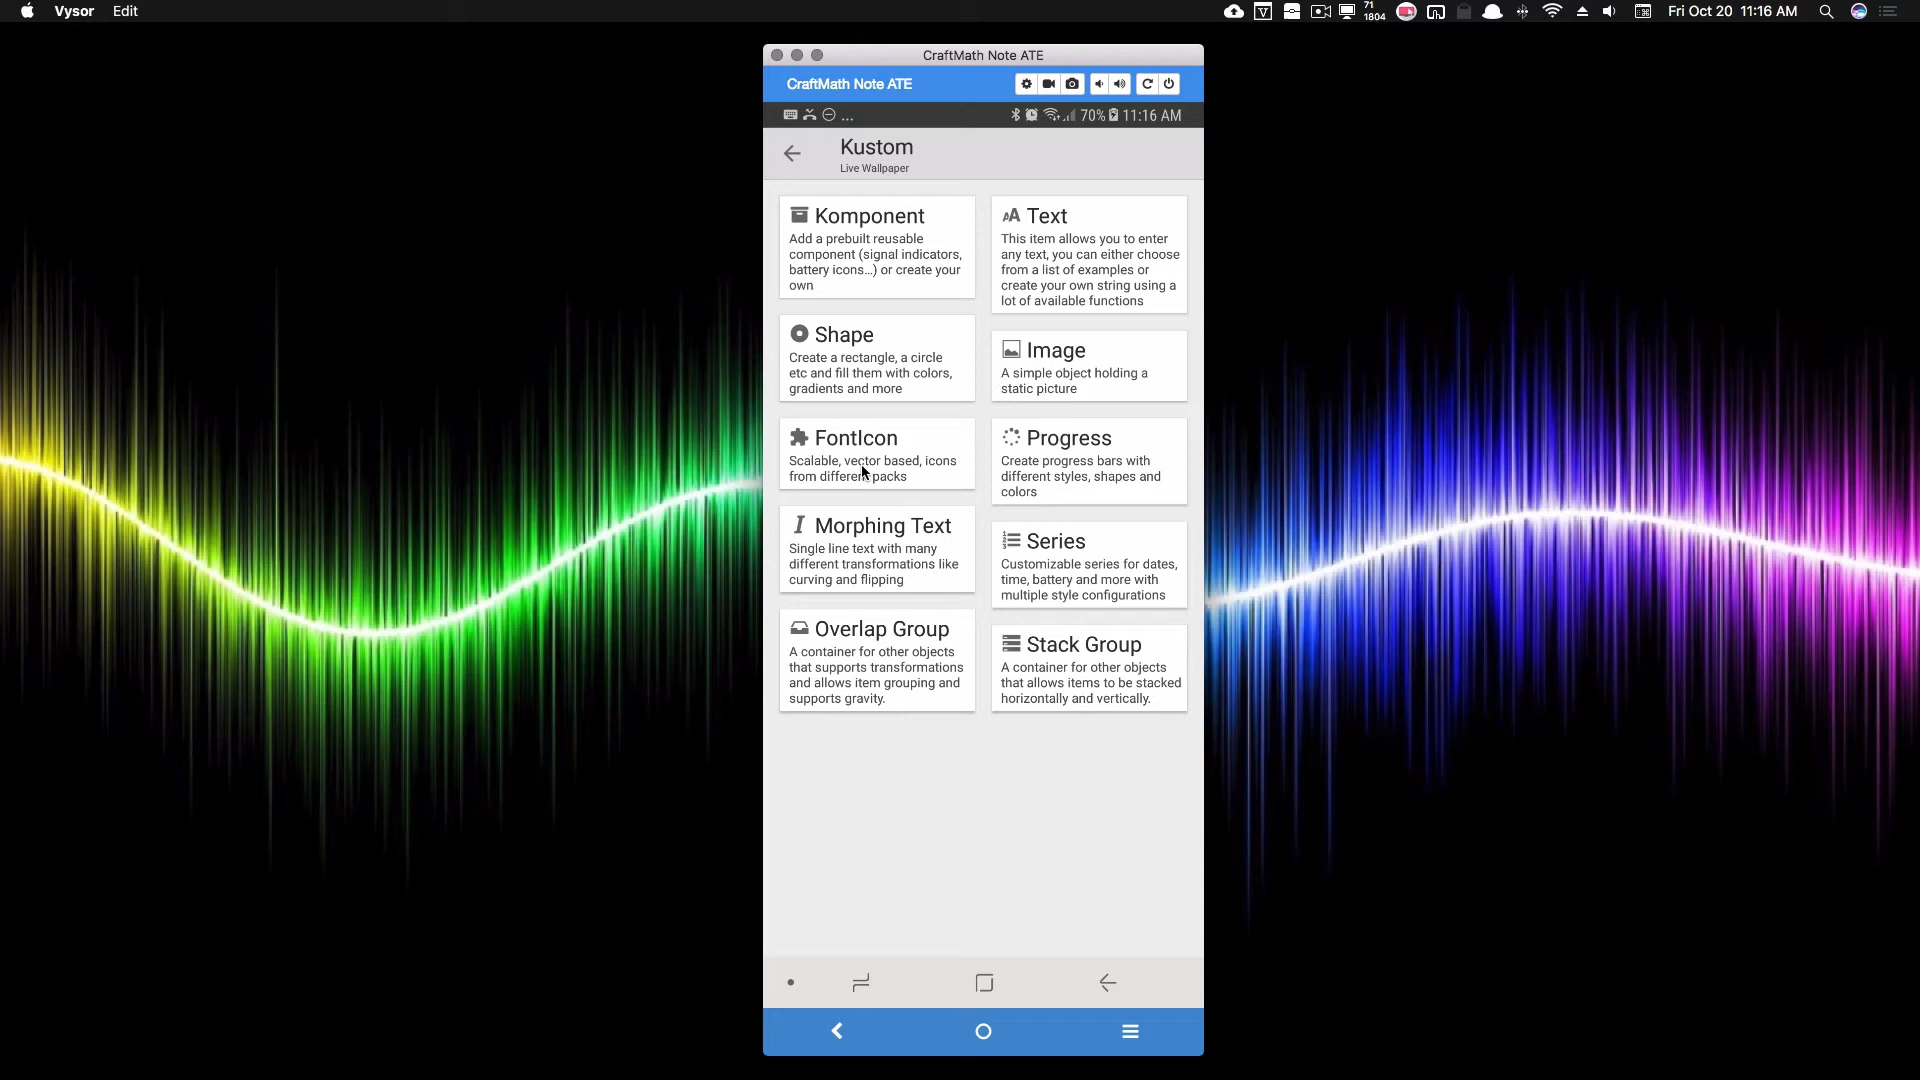 Vysor Edit
71
1804
Fri Oct 20 11:16 AM
CraftMath Note ATE
CraftMath Note ATE
... 70% 11:16 AM
Kustom
Live Wallpaper
Komponent
Add a prebuilt reusable
component (signal indicators,
battery icons...) or create your
own
Text
This item allows you to enter
any text, you can either choose
from a list of examples or
create your own string using a
lot of available functions
Shape
Create a rectangle, a circle
etc and fill them with colors,
gradients and more
Image
A simple object holding a
static picture
FontIcon
Scalable, vector based, icons
from different packs
Progress
Create progress bars with
different styles, shapes and
colors
Morphing Text
Single line text with many
different transformations like
curving and flipping
Series
Customizable series for dates,
time, battery and more with
multiple style configurations
Overlap Group
A container for other objects
that supports transformations
and allows item grouping and
supports gravity.
Stack Group
A container for other objects
that allows items to be stacked
horizontally and vertically.